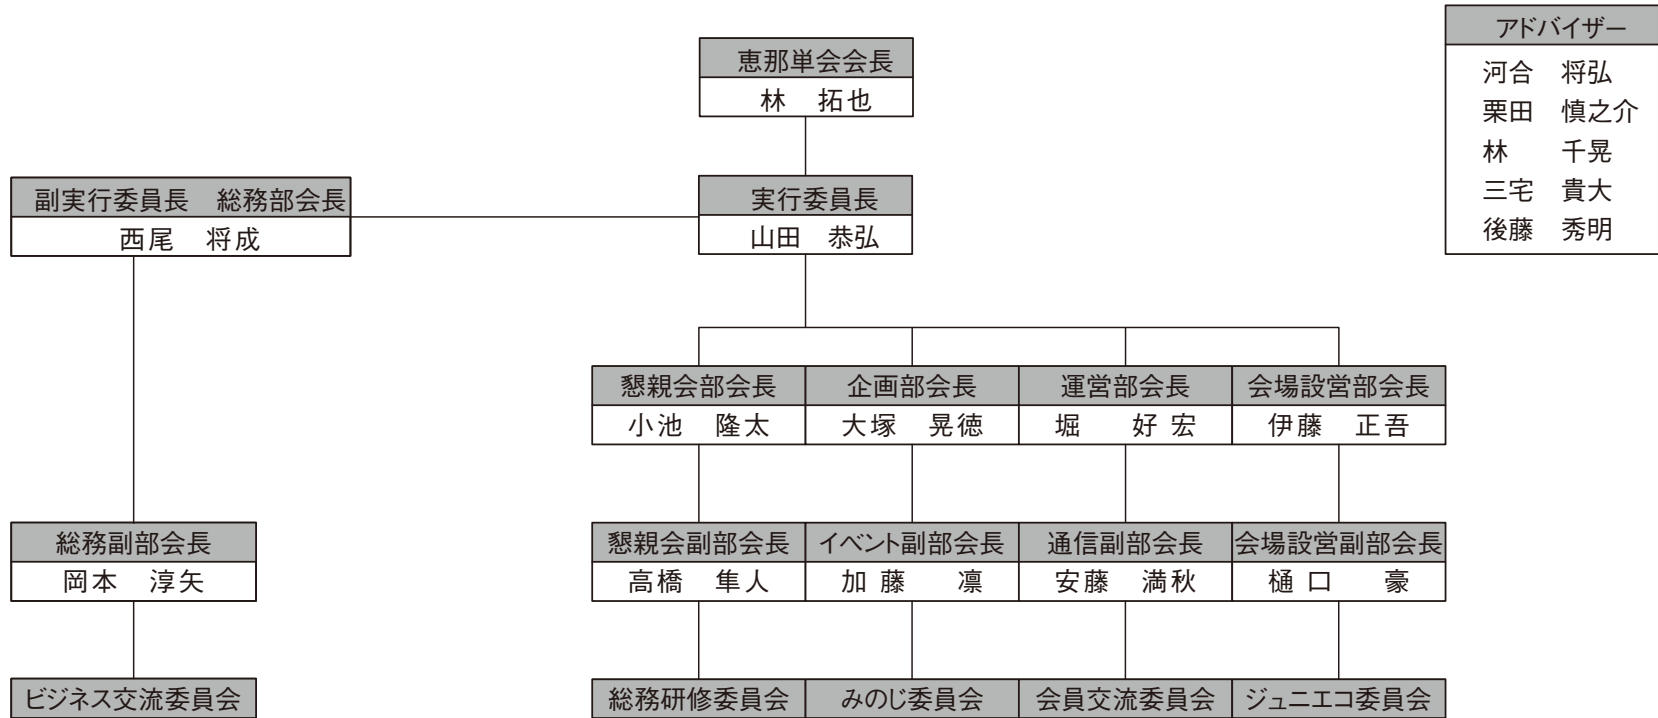 アドバイザー
河合　将弘
栗田　慎之介
林　　千晃
三宅　貴大
後藤　秀明
恵那単会会長
林　拓也
副実行委員長　総務部会長
西尾　将成
実行委員長
山田　恭弘
懇親会部会長
小池　隆太
企画部会長
大塚　晃徳
運営部会長
堀　　好宏
会場設営部会長
伊藤　正吾
総務副部会長
岡本　淳矢
懇親会副部会長
高橋　隼人
イベント副部会長
加藤　　凛
通信副部会長
安藤　満秋
会場設営副部会長
樋口　　豪
ビジネス交流委員会
総務研修委員会
みのじ委員会
会員交流委員会
ジュニエコ委員会